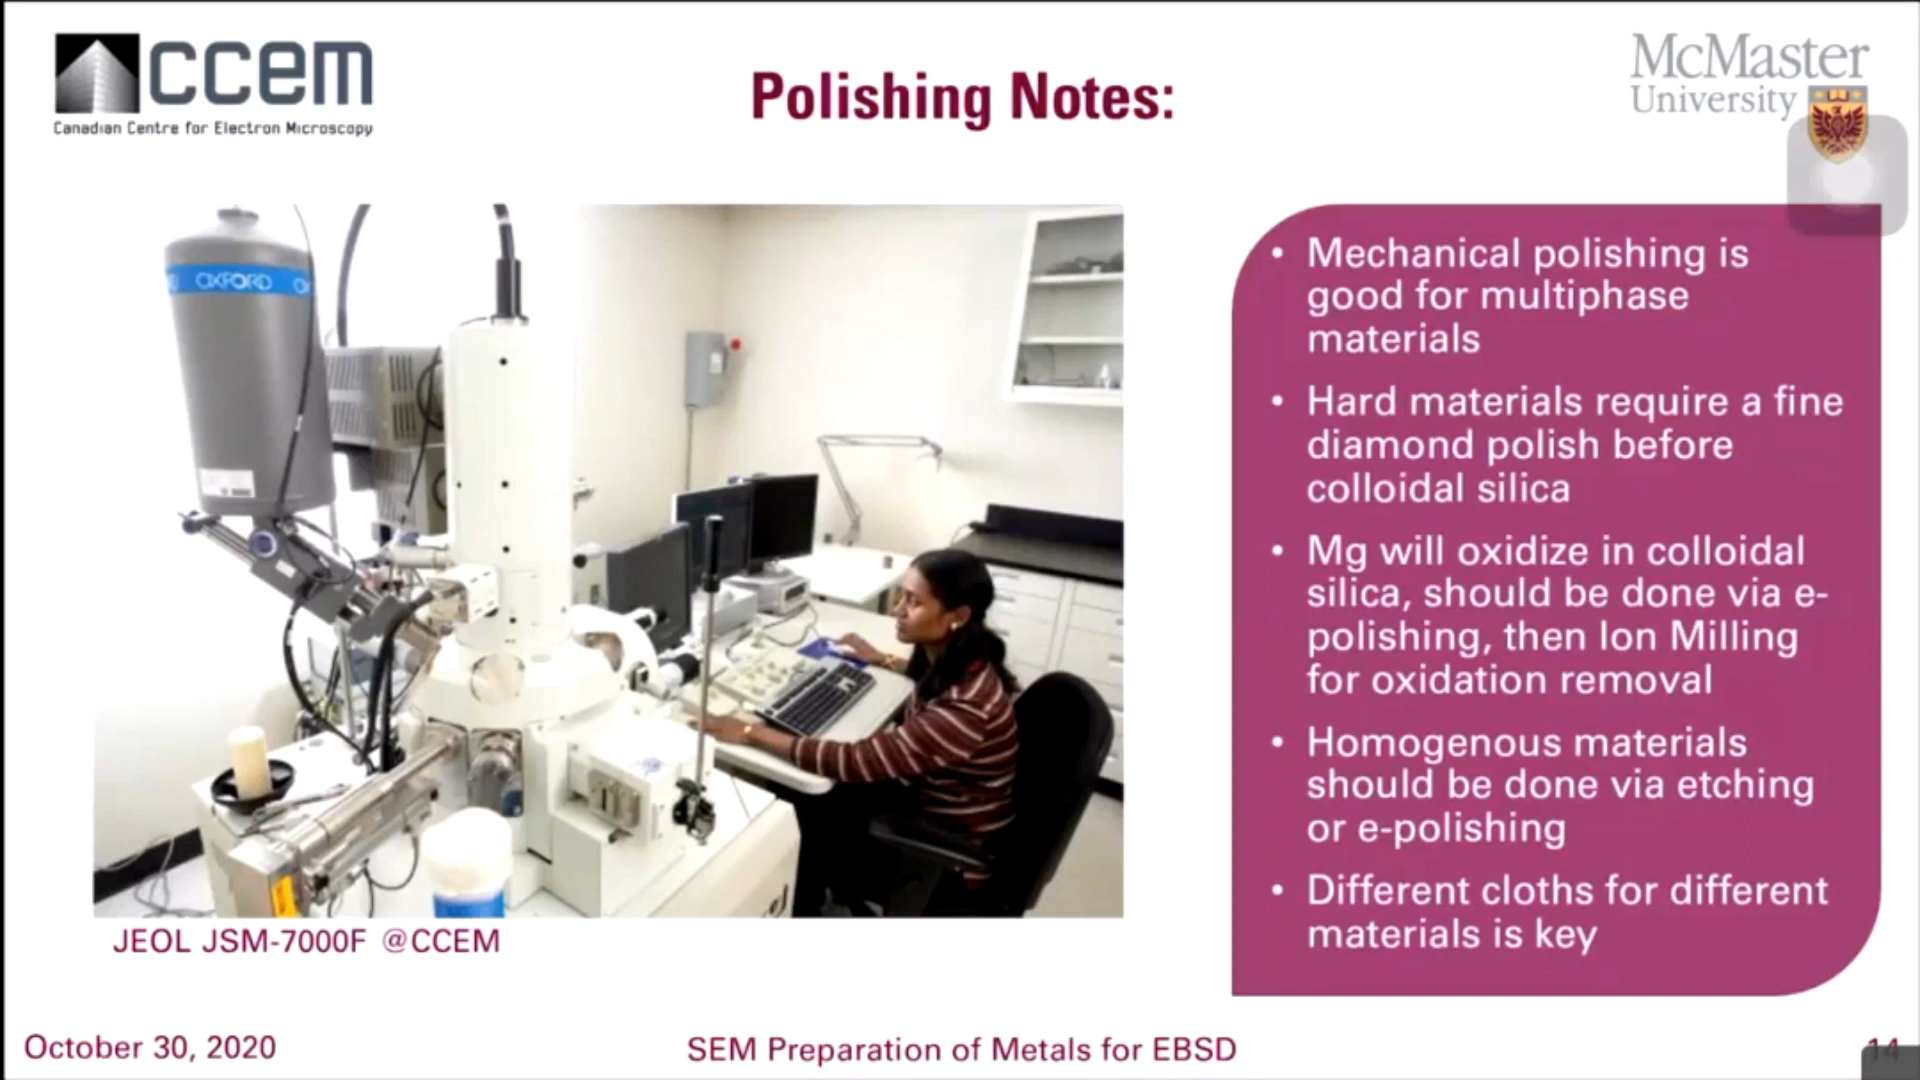 ccem
Canadian Centre for Electron Microscopy
Polishing Notes:
McMaster
University
OXFORD
• Mechanical polishing is
good for multiphase
materials
• Hard materials require a fine
diamond polish before
colloidal silica
• Mg will oxidize in colloidal
silica, should be done via e-
polishing, then Ion Milling
for oxidation removal
• Homogenous materials
should be done via etching
or e-polishing
• Different cloths for different
materials is key
JEOL JSM-7000F @CCEM
October 30, 2020
SEM Preparation of Metals for EBSD
14